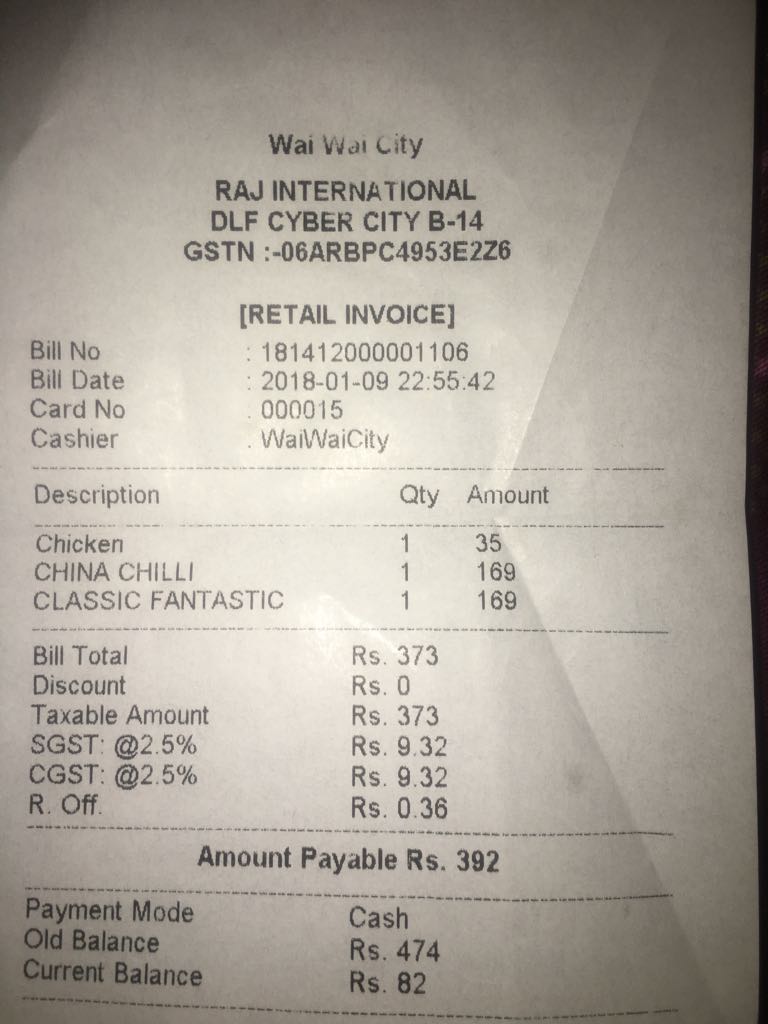 Wai Wai City
RAJ INTERNATIONAL
DLF CYBER CITY B-14
GSTN :-06ARBPC4953E2Z6
[RETAIL INVOICE]
Bill No : 181412000001106
Bill Date : 2018-01-09 22:55:42
Card No : 000015
Cashier : WaiWaiCity
Description Qty Amount
Chicken 1 35
CHINA CHILLI 1 169
CLASSIC FANTASTIC 1 169
Bill Total Rs. 373
Discount Rs. 0
Taxable Amount Rs. 373
SGST: @2.5% Rs. 9.32
CGST: @2.5% Rs. 9.32
R. Off. Rs. 0.36
Amount Payable Rs. 392
Payment Mode Cash
Old Balance Rs. 474
Current Balance Rs. 82